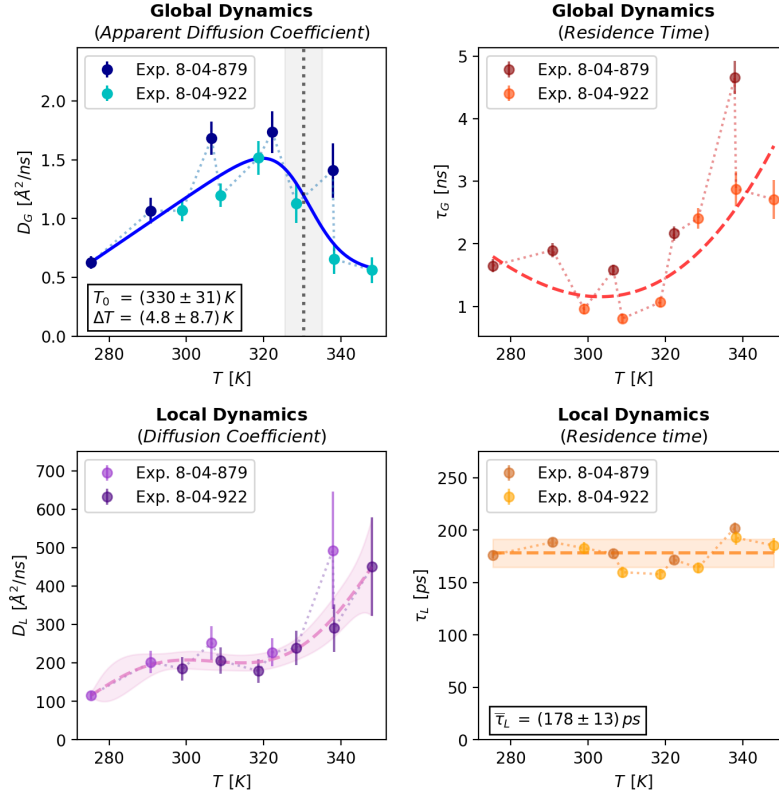 Global Dynamics
(Apparent Diffusion Coefficient)
D_G [Å²/ns]
2.0
1.5
1.0
0.5
0.0
Exp. 8-04-879
Exp. 8-04-922
T₀ = (330 ± 31) K
ΔT = (4.8 ± 8.7) K
280
300
320
340
T [K]
Global Dynamics
(Residence Time)
τ_G [ns]
5
4
3
2
1
Exp. 8-04-879
Exp. 8-04-922
280
300
320
340
T [K]
Local Dynamics
(Diffusion Coefficient)
D_L [Å²/ns]
700
600
500
400
300
200
100
0
Exp. 8-04-879
Exp. 8-04-922
280
300
320
340
T [K]
Local Dynamics
(Residence time)
τ_L [ps]
250
200
150
100
50
0
Exp. 8-04-879
Exp. 8-04-922
τ̅_L = (178 ± 13) ps
280
300
320
340
T [K]